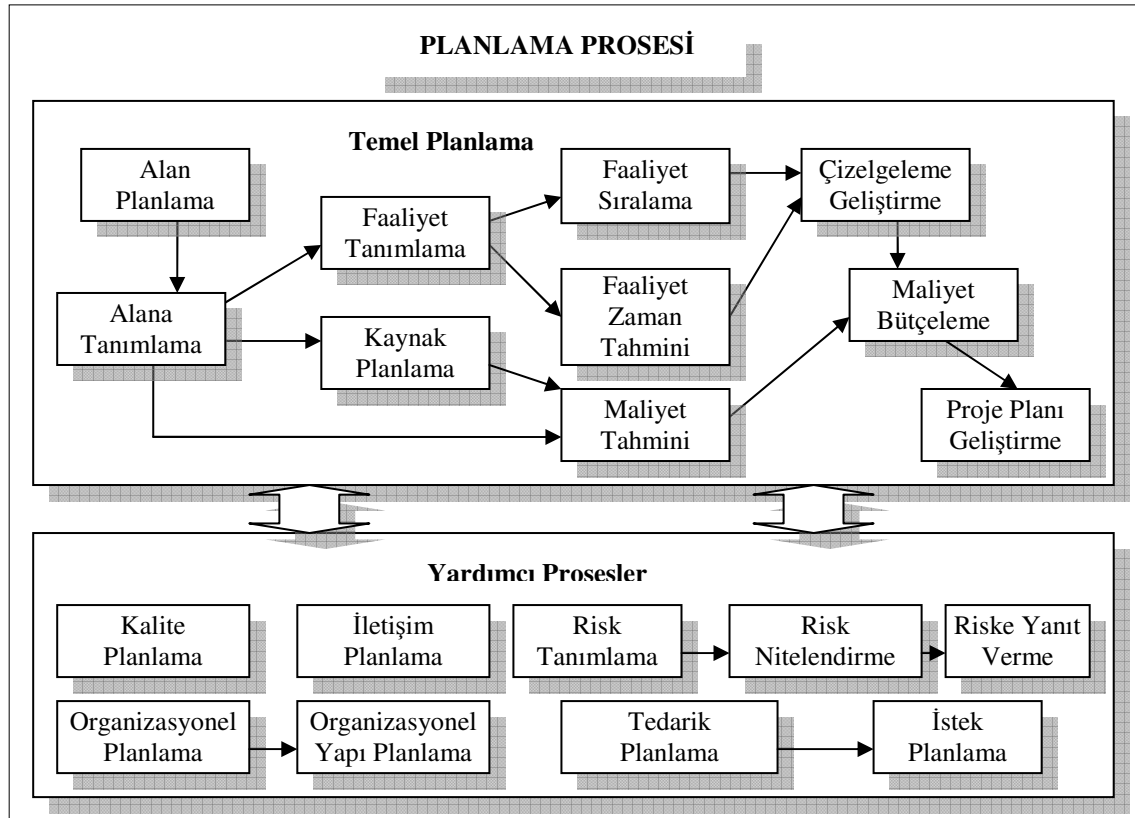 PLANLAMA PROSESİ
Temel Planlama
Alan
Planlama
Alana
Tanımlama
Faaliyet
Tanımlama
Kaynak
Planlama
Faaliyet
Sıralama
Faaliyet
Zaman
Tahmini
Maliyet
Tahmini
Çizelgeleme
Geliştirme
Maliyet
Bütçeleme
Proje Planı
Geliştirme
Yardımcı Prosesler
Kalite
Planlama
İletişim
Planlama
Risk
Tanımlama
Risk
Nitelendirme
Riske Yanıt
Verme
Organizasyonel
Planlama
Organizasyonel
Yapı Planlama
Tedarik
Planlama
İstek
Planlama